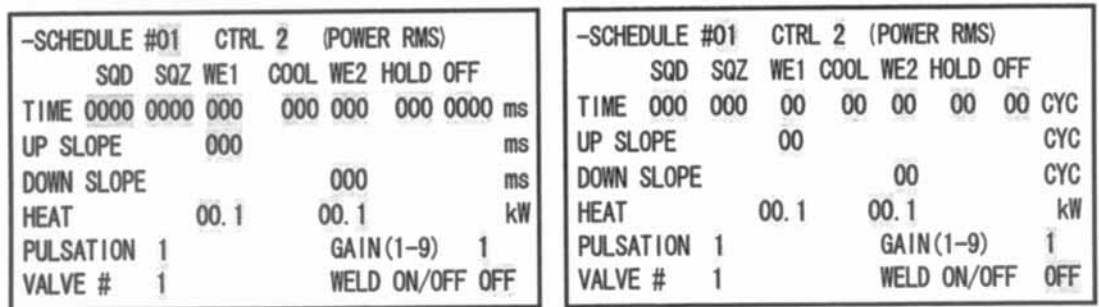 -SCHEDULE #01 CTRL 2 (POWER RMS)
SQD SQZ WE1 COOL WE2 HOLD OFF
TIME 0000 0000 000 000 000 000 0000 ms
UP SLOPE 000 ms
DOWN SLOPE 000 ms
HEAT 00.1 00.1 kW
PULSATION 1 GAIN(1-9) 1
VALVE # 1 WELD ON/OFF OFF
-SCHEDULE #01 CTRL 2 (POWER RMS)
SQD SQZ WE1 COOL WE2 HOLD OFF
TIME 000 000 00 00 00 00 00 CYC
UP SLOPE 00 CYC
DOWN SLOPE 00 CYC
HEAT 00.1 00.1 kW
PULSATION 1 GAIN(1-9) 1
VALVE # 1 WELD ON/OFF OFF